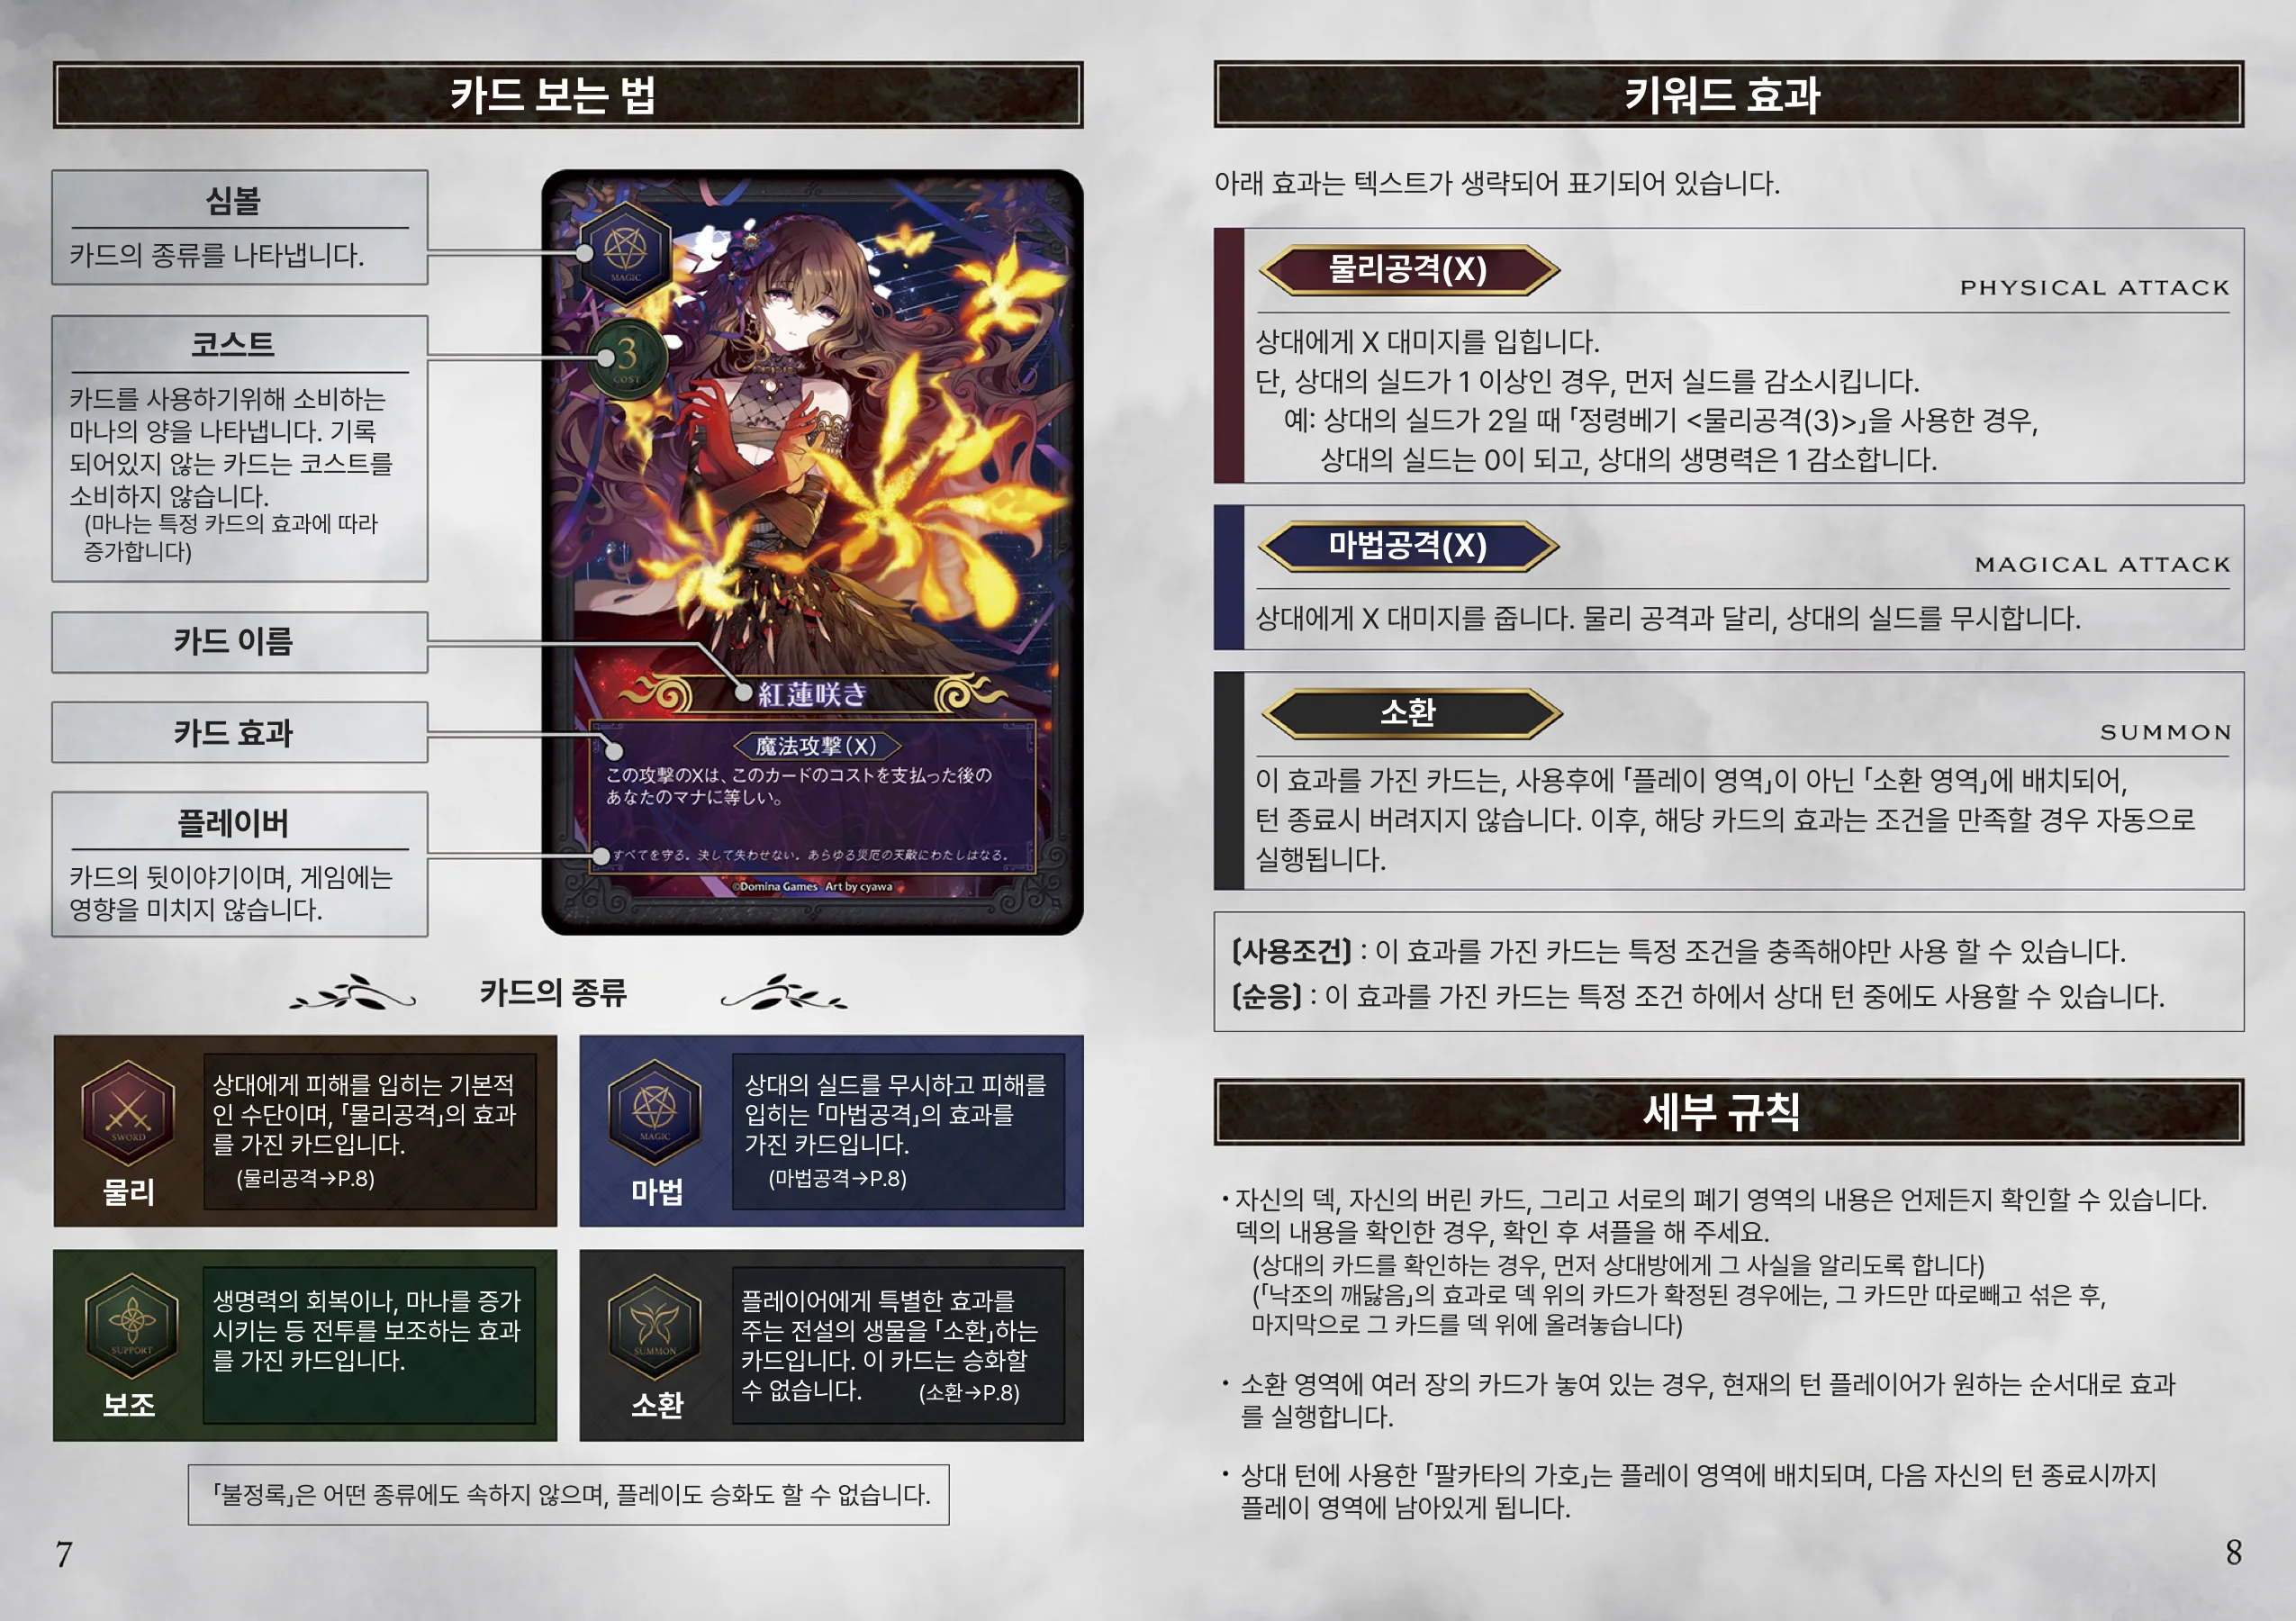 카드 보는 법
심볼
카드의 종류를 나타냅니다.
코스트
카드를 사용하기위해 소비하는
마나의 양을 나타냅니다. 기록
되어있지 않는 카드는 코스트를
소비하지 않습니다.
(마나는 특정 카드의 효과에 따라
증가합니다)
카드 이름
카드 효과
플레이버
카드의 뒷이야기이며, 게임에는
영향을 미치지 않습니다.
MAGIC
3
COST
紅蓮咲き
魔法攻撃(X)
この攻撃のXは、このカードのコストを支払った後の
あなたのマナに等しい。
すべてを守る。決して失わせない。あらゆる災厄の天敵にわたしはなる。
©Domina Games Art by cyawa
카드의 종류
SWORD
물리
상대에게 피해를 입히는 기본적
인 수단이며, 「물리공격」의 효과
를 가진 카드입니다.
(물리공격→P.8)
MAGIC
마법
상대의 실드를 무시하고 피해를
입히는 「마법공격」의 효과를
가진 카드입니다.
(마법공격→P.8)
SUPPORT
보조
생명력의 회복이나, 마나를 증가
시키는 등 전투를 보조하는 효과
를 가진 카드입니다.
SUMMON
소환
플레이어에게 특별한 효과를
주는 전설의 생물을 「소환」하는
카드입니다. 이 카드는 승화할
수 없습니다. (소환→P.8)
「불정록」은 어떤 종류에도 속하지 않으며, 플레이도 승화도 할 수 없습니다.
7
키워드 효과
아래 효과는 텍스트가 생략되어 표기되어 있습니다.
물리공격(X)
PHYSICAL ATTACK
상대에게 X 대미지를 입힙니다.
단, 상대의 실드가 1 이상인 경우, 먼저 실드를 감소시킵니다.
예: 상대의 실드가 2일 때 「정령베기 <물리공격(3)>」을 사용한 경우,
상대의 실드는 0이 되고, 상대의 생명력은 1 감소합니다.
마법공격(X)
MAGICAL ATTACK
상대에게 X 대미지를 줍니다. 물리 공격과 달리, 상대의 실드를 무시합니다.
소환
SUMMON
이 효과를 가진 카드는, 사용후에 「플레이 영역」이 아닌 「소환 영역」에 배치되어,
턴 종료시 버려지지 않습니다. 이후, 해당 카드의 효과는 조건을 만족할 경우 자동으로
실행됩니다.
〔사용조건〕 : 이 효과를 가진 카드는 특정 조건을 충족해야만 사용 할 수 있습니다.
〔순응〕 : 이 효과를 가진 카드는 특정 조건 하에서 상대 턴 중에도 사용할 수 있습니다.
세부 규칙
・자신의 덱, 자신의 버린 카드, 그리고 서로의 폐기 영역의 내용은 언제든지 확인할 수 있습니다.
덱의 내용을 확인한 경우, 확인 후 셔플을 해 주세요.
(상대의 카드를 확인하는 경우, 먼저 상대방에게 그 사실을 알리도록 합니다)
(「낙조의 깨닳음」의 효과로 덱 위의 카드가 확정된 경우에는, 그 카드만 따로빼고 섞은 후,
마지막으로 그 카드를 덱 위에 올려놓습니다)
・ 소환 영역에 여러 장의 카드가 놓여 있는 경우, 현재의 턴 플레이어가 원하는 순서대로 효과
를 실행합니다.
・ 상대 턴에 사용한 「팔카타의 가호」는 플레이 영역에 배치되며, 다음 자신의 턴 종료시까지
플레이 영역에 남아있게 됩니다.
8